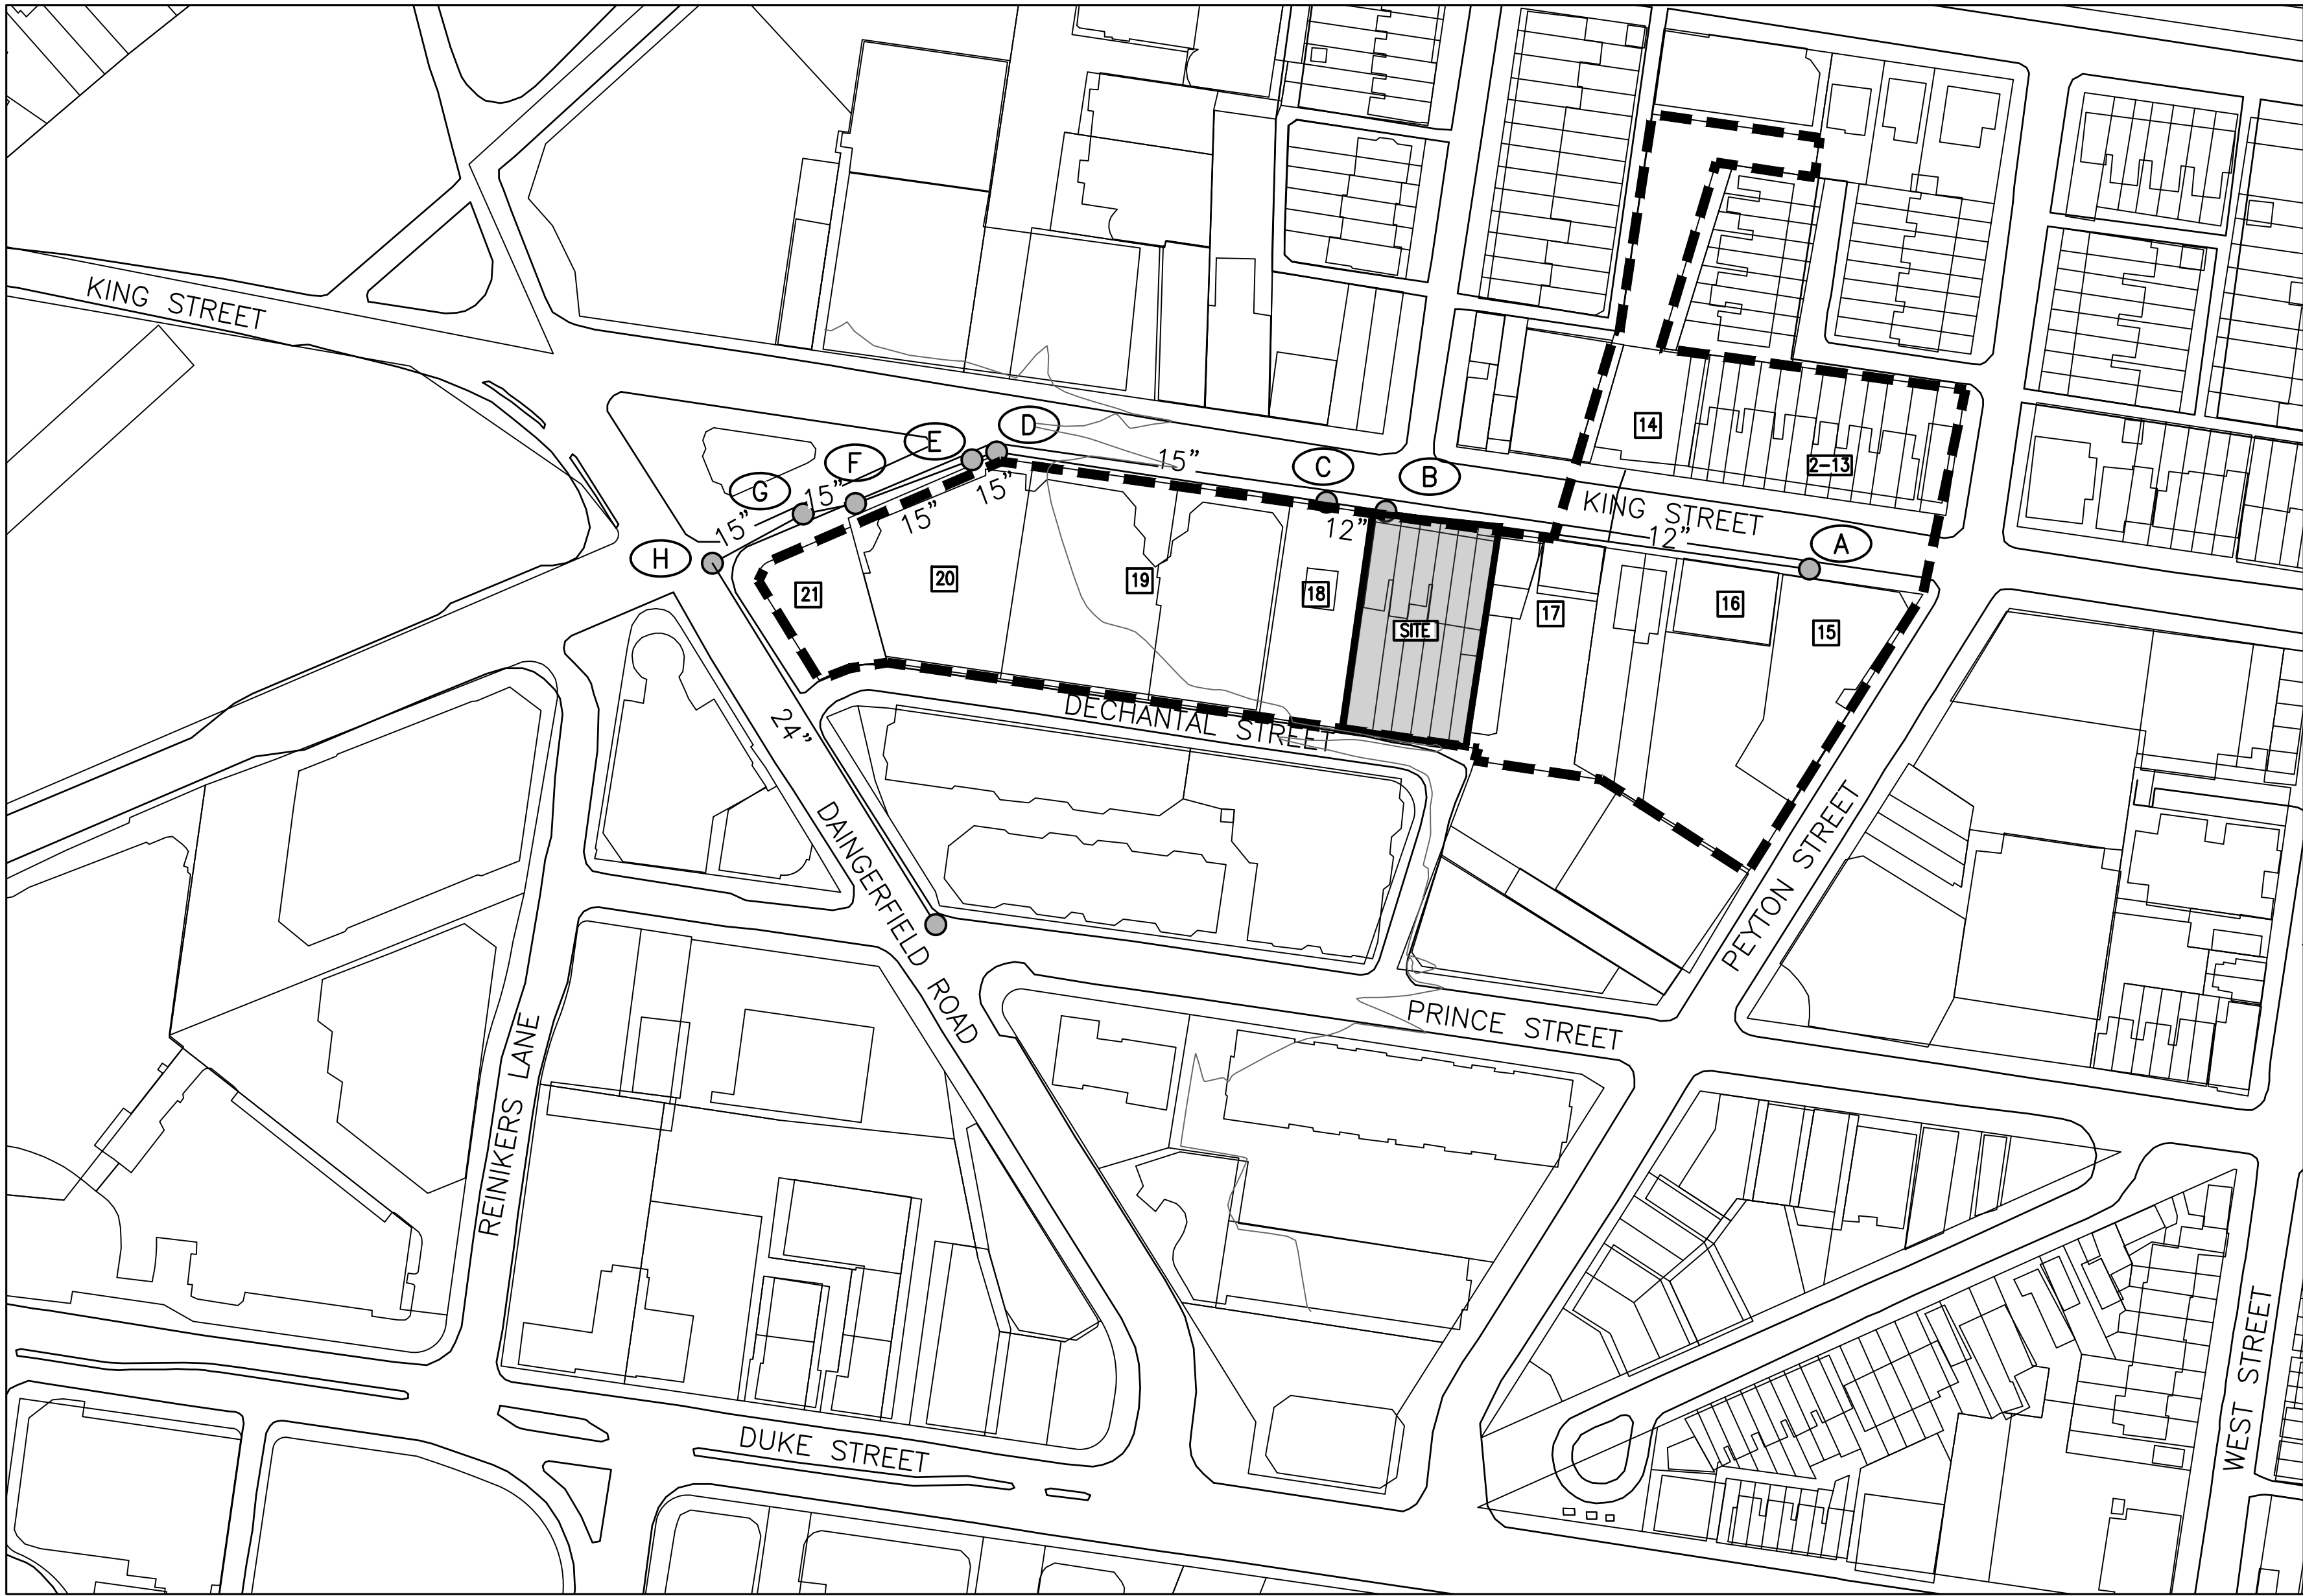 KING STREET
14
2-13
D
E
15"
C
B
F
G
15"
15"
KING STREET
15"
15"
12"
12"
A
H
20
19
18
21
16
17
SITE
15
DECHANTAL STREET
24"
DAINGERFIELD ROAD
PEYTON STREET
PRINCE STREET
REINIKERS LANE
WEST STREET
DUKE STREET